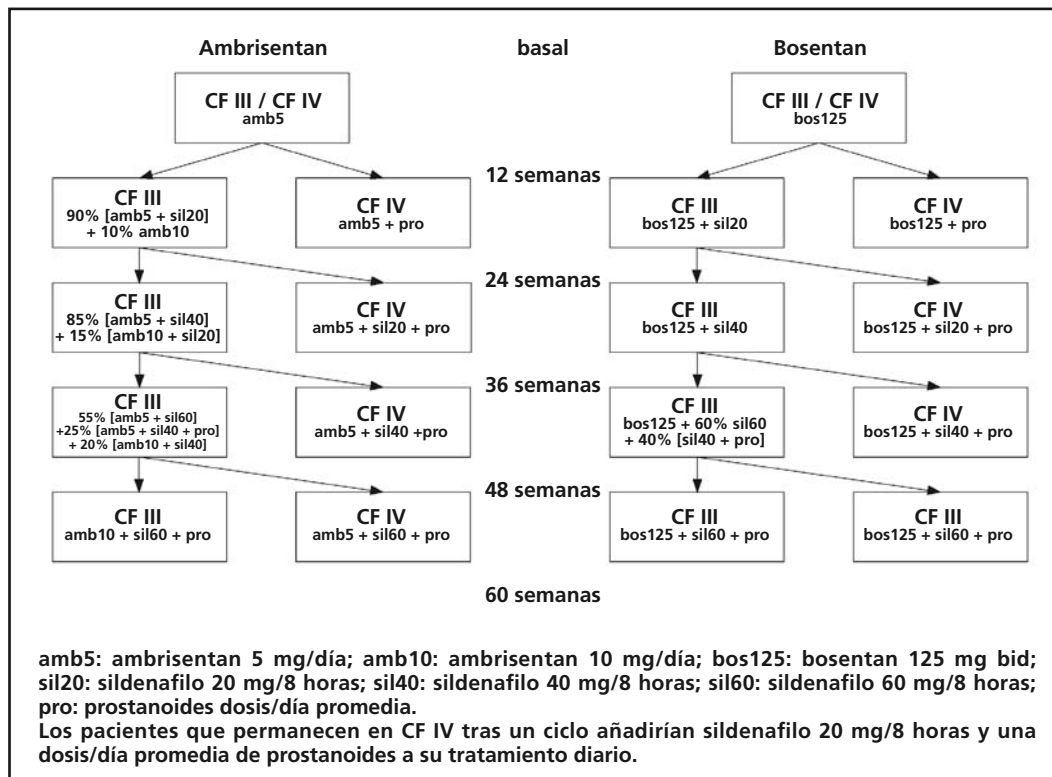 Ambrisentan
basal
Bosentan
CF III / CF IV
amb5
CF III / CF IV
bos125
12 semanas
CF III
90% [amb5 + sil20]
+ 10% amb10
CF IV
amb5 + pro
CF III
bos125 + sil20
CF IV
bos125 + pro
24 semanas
CF III
85% [amb5 + sil40]
+ 15% [amb10 + sil20]
CF IV
amb5 + sil20 + pro
CF III
bos125 + sil40
CF IV
bos125 + sil20 + pro
36 semanas
CF III
55% [amb5 + sil60]
+25% [amb5 + sil40 + pro]
+ 20% [amb10 + sil40]
CF IV
amb5 + sil40 +pro
CF III
bos125 + 60% sil60
+ 40% [sil40 + pro]
CF IV
bos125 + sil40 + pro
48 semanas
CF III
amb10 + sil60 + pro
CF IV
amb5 + sil60 + pro
CF III
bos125 + sil60 + pro
CF III
bos125 + sil60 + pro
60 semanas
amb5: ambrisentan 5 mg/día; amb10: ambrisentan 10 mg/día; bos125: bosentan 125 mg bid;
sil20: sildenafilo 20 mg/8 horas; sil40: sildenafilo 40 mg/8 horas; sil60: sildenafilo 60 mg/8 horas;
pro: prostanoides dosis/día promedia.
Los pacientes que permanecen en CF IV tras un ciclo añadirían sildenafilo 20 mg/8 horas y una
dosis/día promedia de prostanoides a su tratamiento diario.